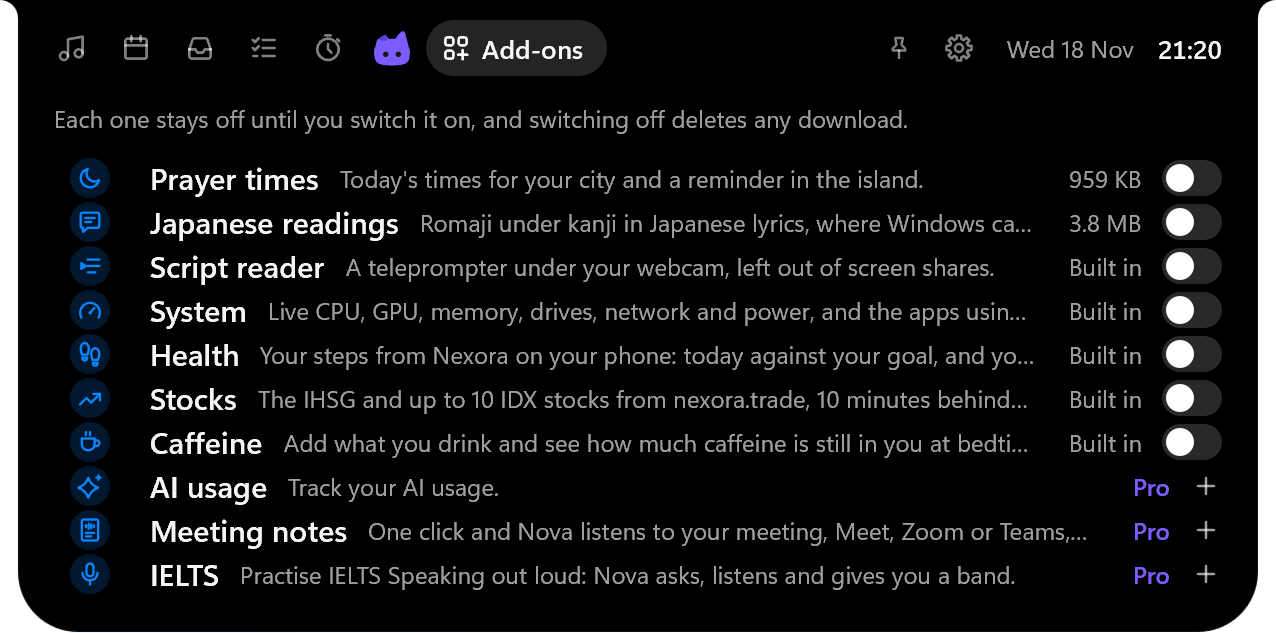 Add-ons Wed 18 Nov 21:20
Each one stays off until you switch it on, and switching off deletes any download.
Prayer times Today's times for your city and a reminder in the island. 959 KB
Japanese readings Romaji under kanji in Japanese lyrics, where Windows ca... 3.8 MB
Script reader A teleprompter under your webcam, left out of screen shares. Built in
System Live CPU, GPU, memory, drives, network and power, and the apps usin... Built in
Health Your steps from Nexora on your phone: today against your goal, and yo... Built in
Stocks The IHSG and up to 10 IDX stocks from nexora.trade, 10 minutes behind... Built in
Caffeine Add what you drink and see how much caffeine is still in you at bedti... Built in
AI usage Track your AI usage. Pro
Meeting notes One click and Nova listens to your meeting, Meet, Zoom or Teams,... Pro
IELTS Practise IELTS Speaking out loud: Nova asks, listens and gives you a band. Pro